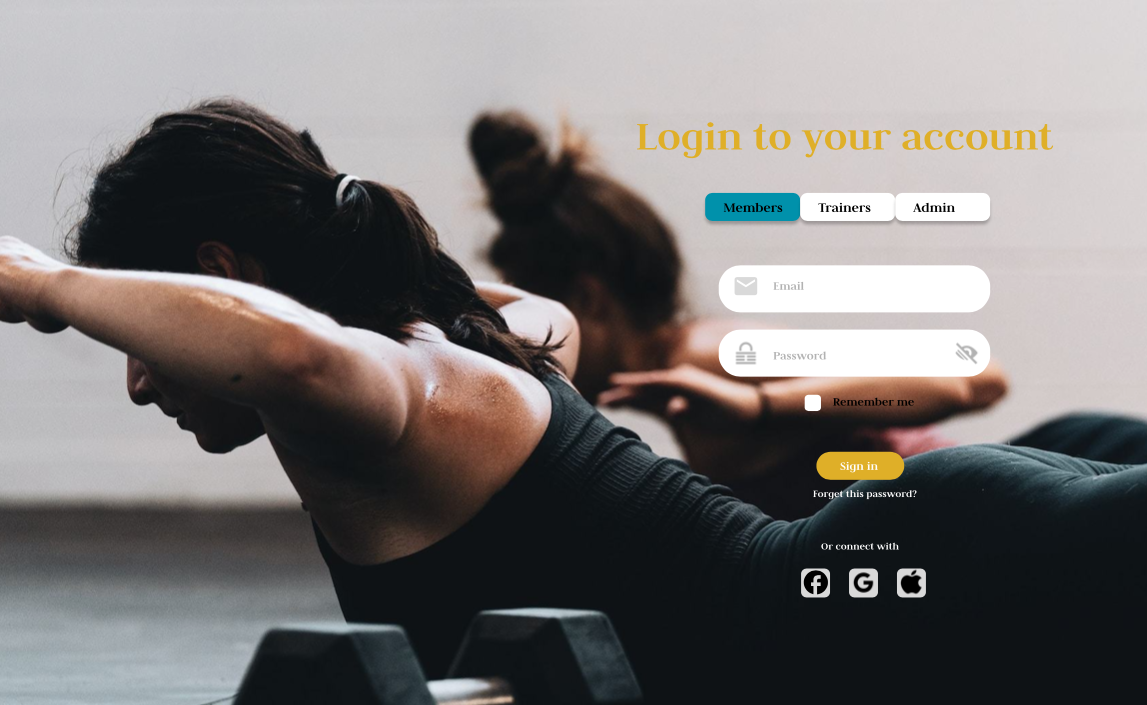 Login to your account
Members Trainers Admin
Email
Password
Remember me
Sign in
Forget this password?
Or connect with